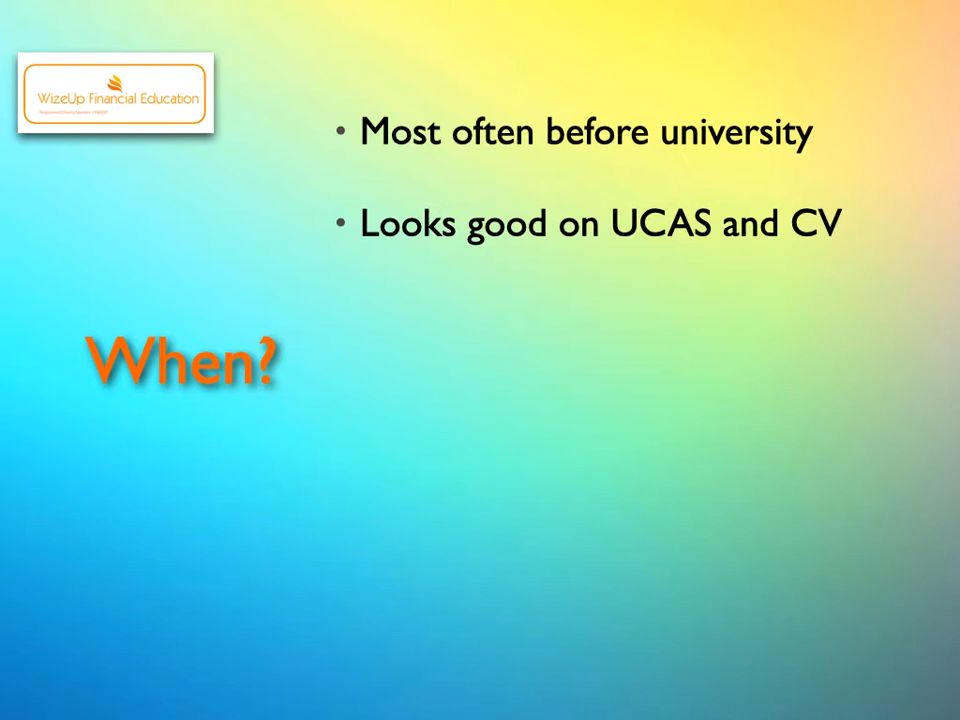 WizeUp Financial Education
• Most often before university
• Looks good on UCAS and CV
When?